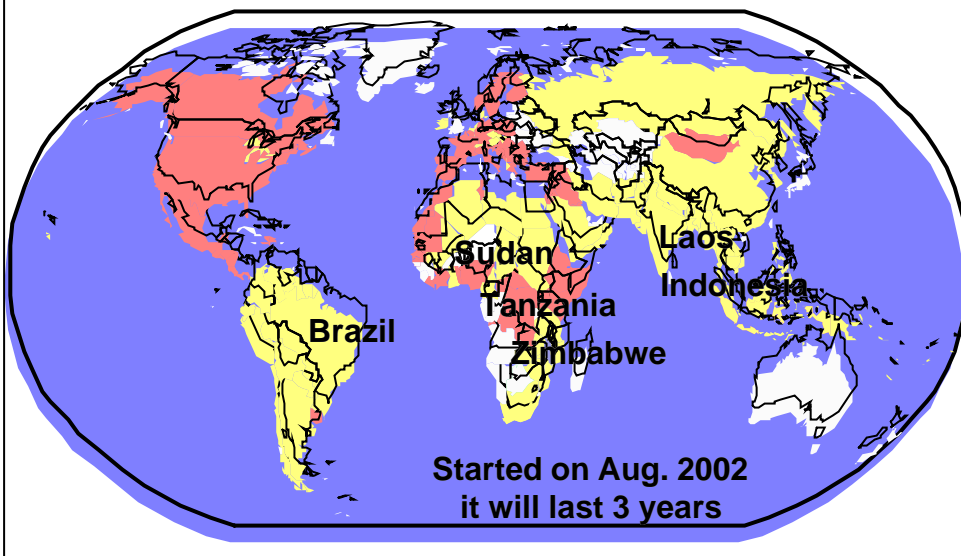 Sudan
Laos
Indonesia
Tanzania
Brazil
Zimbabwe
Started on Aug. 2002
it will last 3 years